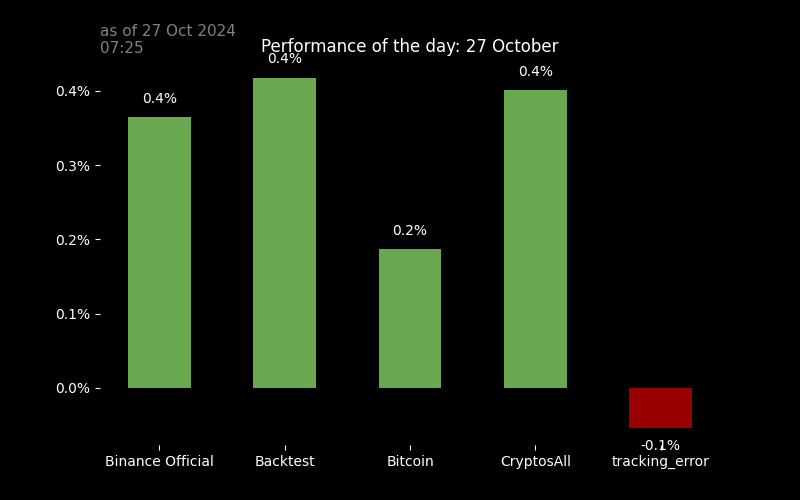 as of 27 Oct 2024
07:25
Performance of the day: 27 October
0.4%
0.4%
0.4%
0.2%
0.4%
-0.1%
0.4%
0.3%
0.2%
0.1%
0.0%
Binance Official
Backtest
Bitcoin
CryptosAll
tracking_error